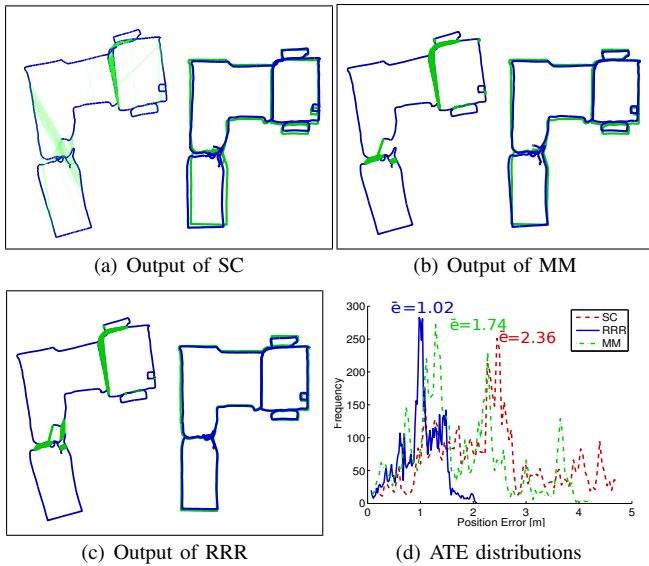 (a) Output of SC
(b) Output of MM
(c) Output of RRR
ē=1.02
ē=1.74
ē=2.36
SC
RRR
MM
300
250
200
150
100
50
0
Frequency
0 1 2 3 4 5
Position Error [m]
(d) ATE distributions